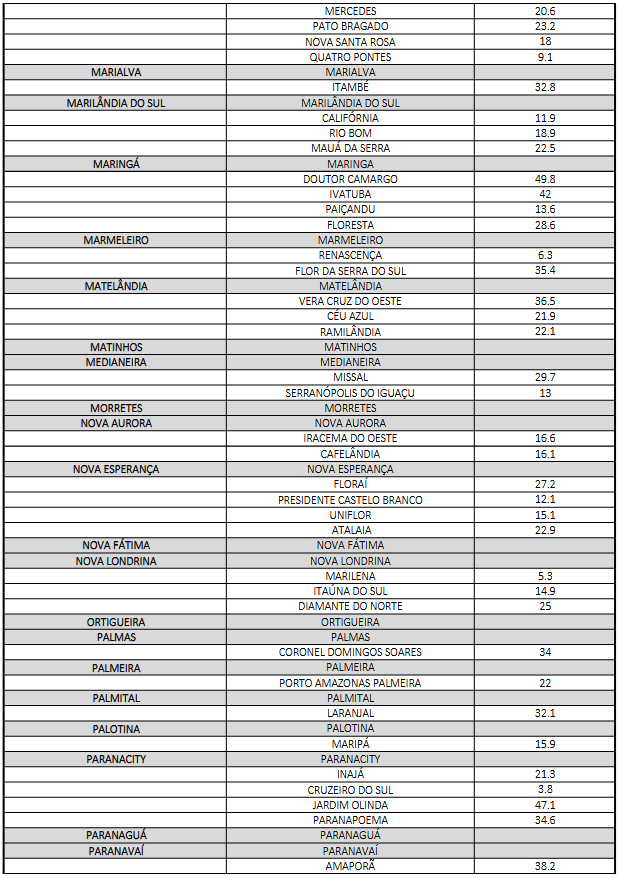 MERCEDES 20.6
PATO BRAGADO 23.2
NOVA SANTA ROSA 18
QUATRO PONTES 9.1
MARIALVA MARIALVA
ITAMBÉ 32.8
MARILÂNDIA DO SUL MARILÂNDIA DO SUL
CALIFÓRNIA 11.9
RIO BOM 18.9
MAUÁ DA SERRA 22.5
MARINGÁ MARINGA
DOUTOR CAMARGO 49.8
IVATUBA 42
PAIÇANDU 13.6
FLORESTA 28.6
MARMELEIRO MARMELEIRO
RENASCENÇA 6.3
FLOR DA SERRA DO SUL 35.4
MATELÂNDIA MATELÂNDIA
VERA CRUZ DO OESTE 36.5
CÉU AZUL 21.9
RAMILÂNDIA 22.1
MATINHOS MATINHOS
MEDIANEIRA MEDIANEIRA
MISSAL 29.7
SERRANÓPOLIS DO IGUAÇU 13
MORRETES MORRETES
NOVA AURORA NOVA AURORA
IRACEMA DO OESTE 16.6
CAFELÂNDIA 16.1
NOVA ESPERANÇA NOVA ESPERANÇA
FLORAÍ 27.2
PRESIDENTE CASTELO BRANCO 12.1
UNIFLOR 15.1
ATALAIA 22.9
NOVA FÁTIMA NOVA FÁTIMA
NOVA LONDRINA NOVA LONDRINA
MARILENA 5.3
ITAÚNA DO SUL 14.9
DIAMANTE DO NORTE 25
ORTIGUEIRA ORTIGUEIRA
PALMAS PALMAS
CORONEL DOMINGOS SOARES 34
PALMEIRA PALMEIRA
PORTO AMAZONAS PALMEIRA 22
PALMITAL PALMITAL
LARANJAL 32.1
PALOTINA PALOTINA
MARIPÁ 15.9
PARANACITY PARANACITY
INAJÁ 21.3
CRUZEIRO DO SUL 3.8
JARDIM OLINDA 47.1
PARANAPOEMA 34.6
PARANAGUÁ PARANAGUÁ
PARANAVAÍ PARANAVAÍ
AMAPORÃ 38.2